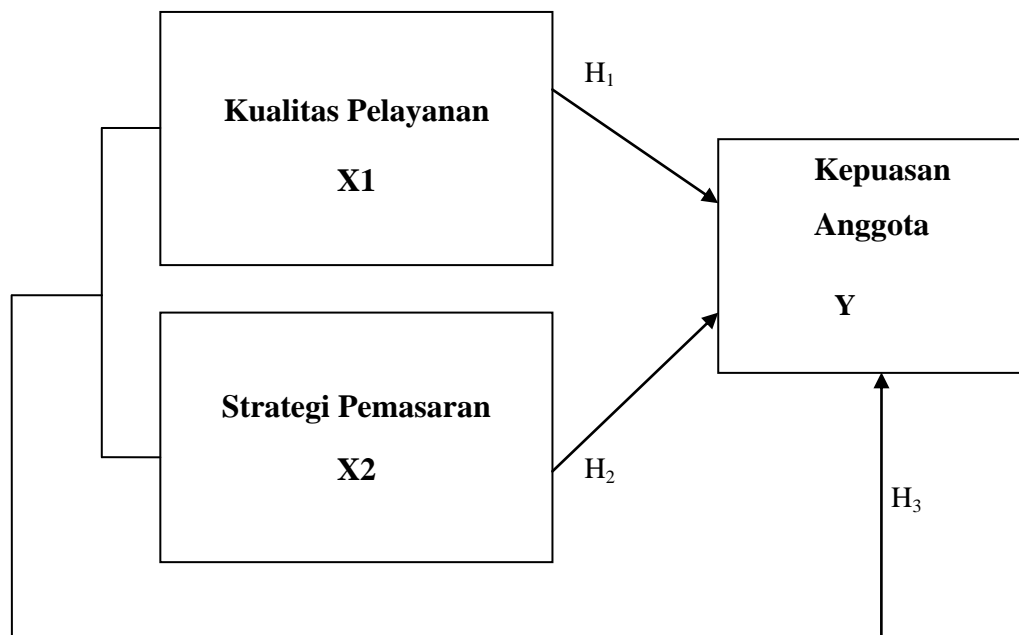 Kualitas Pelayanan
X1
H₁
Kepuasan
Anggota
Y
Strategi Pemasaran
X2
H₂
H₃